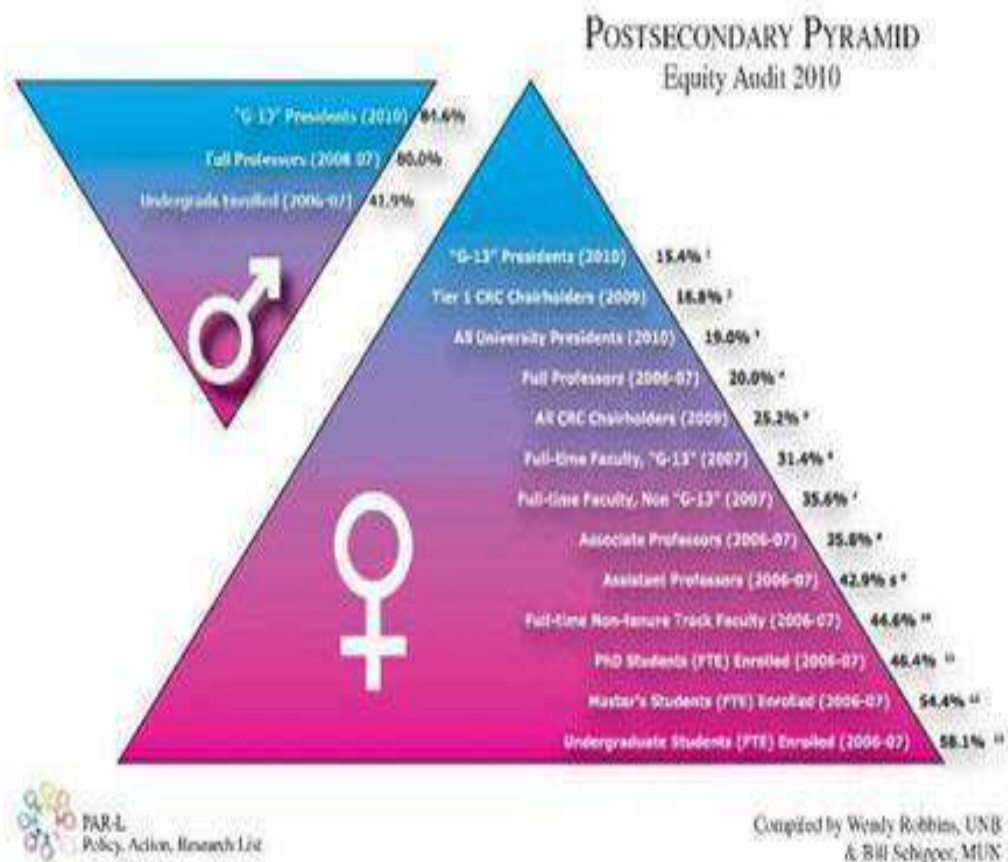 POSTSECONDARY PYRAMID
Equity Audit 2010
"G-13" Presidents (2010) 84.6%
Full Professors (2006-07) 80.0%
Undergrads Enrolled (2006-07) 41.9%
"G-13" Presidents (2010) 15.4% 1
Tier 1 CRC Chairholders (2009) 16.8% 2
All University Presidents (2010) 19.0%
Full Professors (2006-07) 20.0%
All CRC Chairholders (2009) 25.2%
Full-time Faculty, "G-13" (2007) 31.4%
Full-time Faculty, Non "G-13" (2007) 35.6%
Associate Professors (2006-07) 35.8%
Assistant Professors (2006-07) 42.9%
Full-time Non-tenure Track Faculty (2006-07) 44.6%
PhD Students (FTE) Enrolled (2006-07) 46.4%
Master's Students (FTE) Enrolled (2006-07) 54.4%
Undergraduate Students (FTE) Enrolled (2006-07) 58.1%
PAR-L
Policy, Action, Research List
Compiled by Wendy Robbins, UNB
& Bill Schipper, MUN